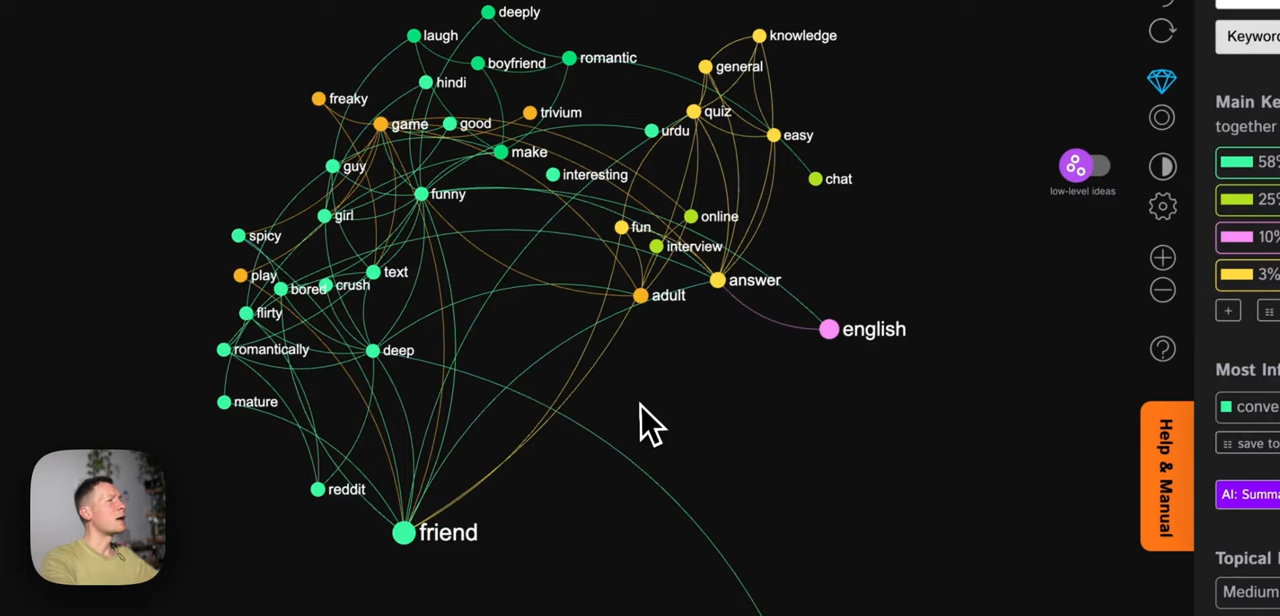 deeply
laugh
knowledge
boyfriend
romantic
general
hindi
freaky
trivium
quiz
game
good
urdu
easy
make
guy
interesting
chat
funny
girl
online
fun
spicy
interview
text
play
crush
bored
answer
adult
flirty
english
romantically
deep
mature
reddit
friend
low-level ideas
Help & Manual
Keyword
Main Ke
together
58%
25%
10%
3%
+
Most Inf
conve
save to
AI: Summa
Topical
Medium